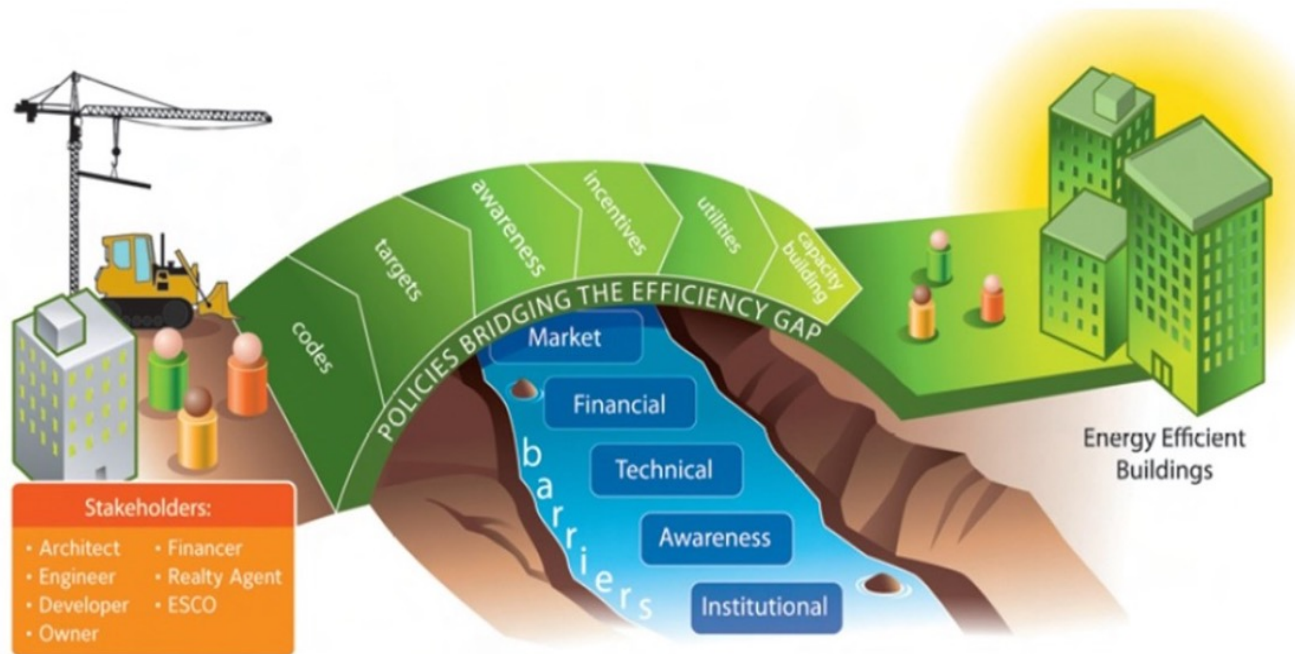 codes
targets
awareness
incentives
utilities
capacity
building
POLICIES BRIDGING THE EFFICIENCY GAP
barriers
Market
Financial
Technical
Awareness
Institutional
Energy Efficient
Buildings
Stakeholders:
• Architect
• Engineer
• Developer
• Owner
• Financer
• Realty Agent
• ESCO